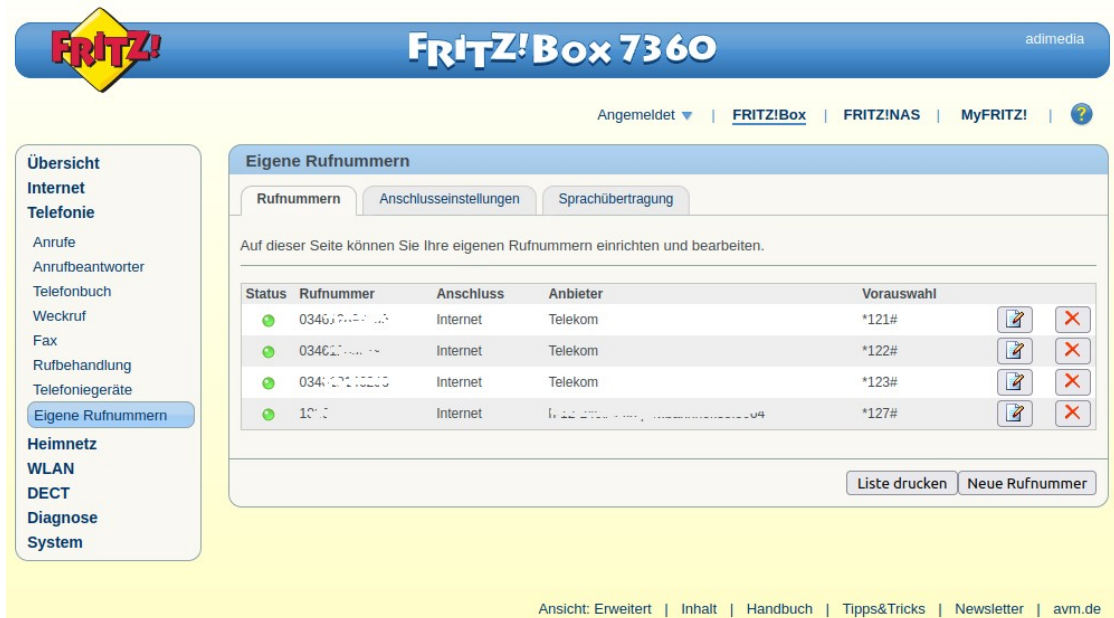 FRITZ!
FRITZ!Box 7360
adimedia
Angemeldet | FRITZ!Box | FRITZ!NAS | MyFRITZ! | ?
Übersicht
Internet
Telefonie
Anrufe
Anrufbeantworter
Telefonbuch
Weckruf
Fax
Rufbehandlung
Telefoniegeräte
Eigene Rufnummern
Heimnetz
WLAN
DECT
Diagnose
System
Eigene Rufnummern
Rufnummern Anschlusseinstellungen Sprachübertragung
Auf dieser Seite können Sie Ihre eigenen Rufnummern einrichten und bearbeiten.
Status Rufnummer Anschluss Anbieter Vorauswahl
Internet Telekom *121#
Internet Telekom *122#
Internet Telekom *123#
Internet *127#
Liste drucken Neue Rufnummer
Ansicht: Erweitert | Inhalt | Handbuch | Tipps&Tricks | Newsletter | avm.de